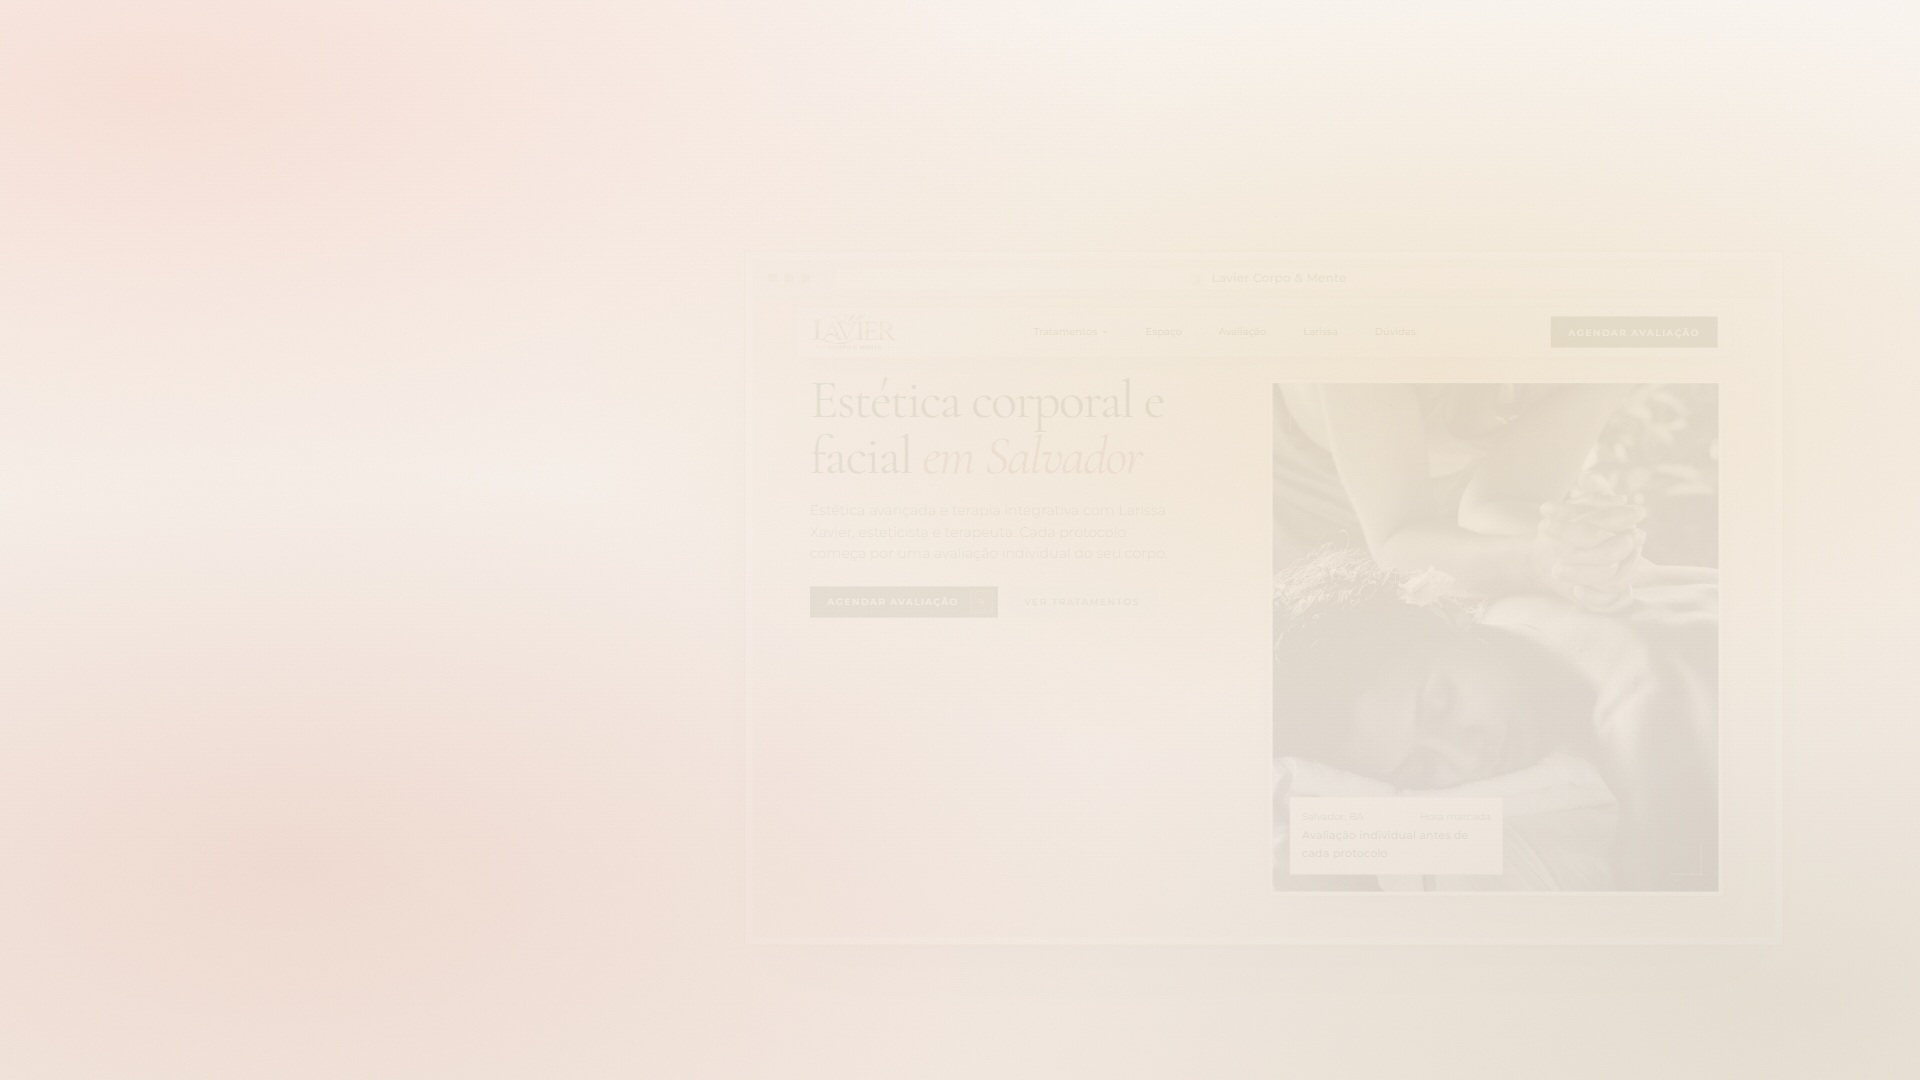 Lavier Corpo & Mente
LAVIER
Tratamentos
Espaço
Avaliação
Larissa
Dúvidas
AGENDAR AVALIAÇÃO
Estética corporal e
facial em Salvador
Estética avançada e terapia integrativa com Larissa
Xavier, esteticista e terapeuta. Cada protocolo
começa por uma avaliação individual do seu corpo.
AGENDAR AVALIAÇÃO
VER TRATAMENTOS
Salvador, BA
Hora marcada
Avaliação individual antes de
cada protocolo